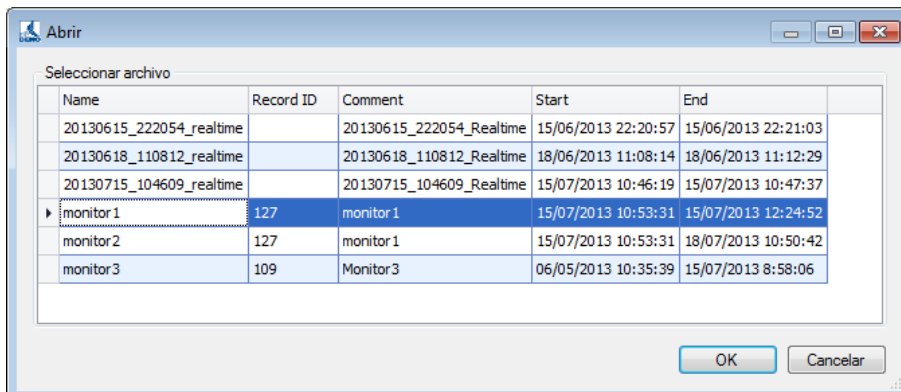 Abrir
Seleccionar archivo
Name Record ID Comment Start End
20130615_222054_realtime 20130615_222054_Realtime 15/06/2013 22:20:57 15/06/2013 22:21:03
20130618_110812_realtime 20130618_110812_Realtime 18/06/2013 11:08:14 18/06/2013 11:12:29
20130715_104609_realtime 20130715_104609_Realtime 15/07/2013 10:46:19 15/07/2013 10:47:37
monitor1 127 monitor1 15/07/2013 10:53:31 15/07/2013 12:24:52
monitor2 127 monitor1 15/07/2013 10:53:31 18/07/2013 10:50:42
monitor3 109 Monitor3 06/05/2013 10:35:39 15/07/2013 8:58:06
OK Cancelar